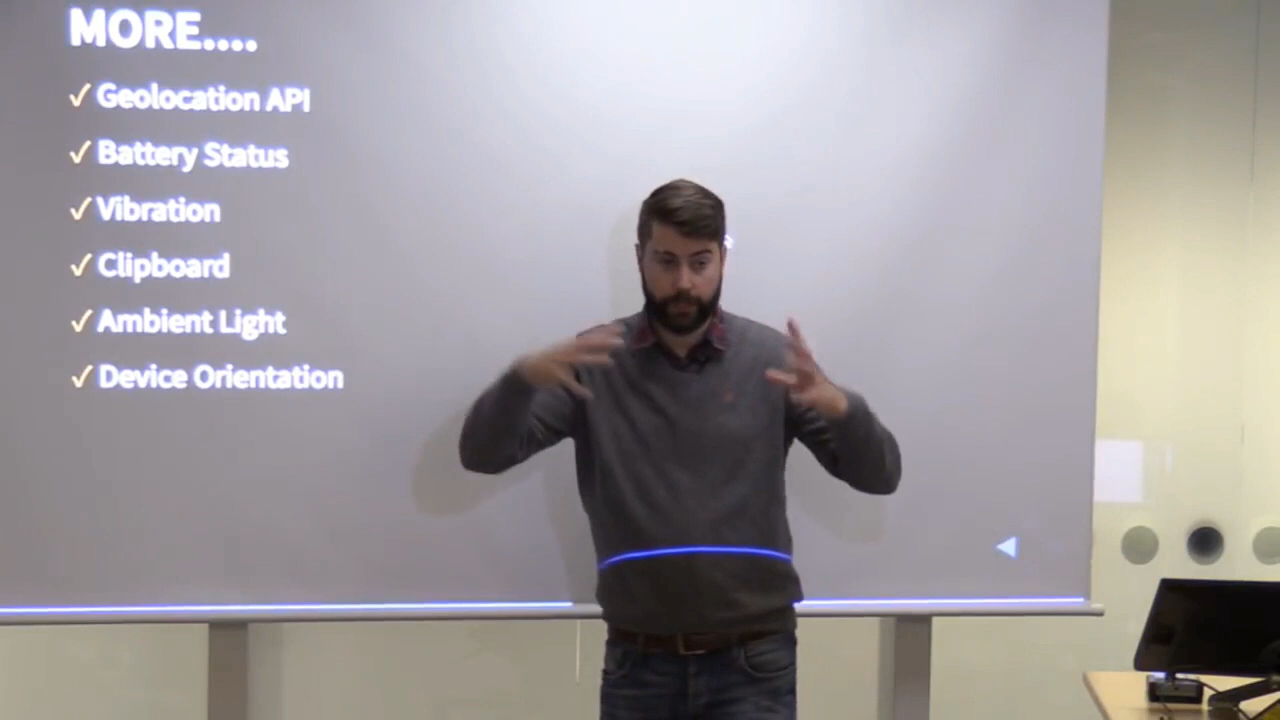 MORE....
✓ Geolocation API
✓ Battery Status
✓ Vibration
✓ Clipboard
✓ Ambient Light
✓ Device Orientation